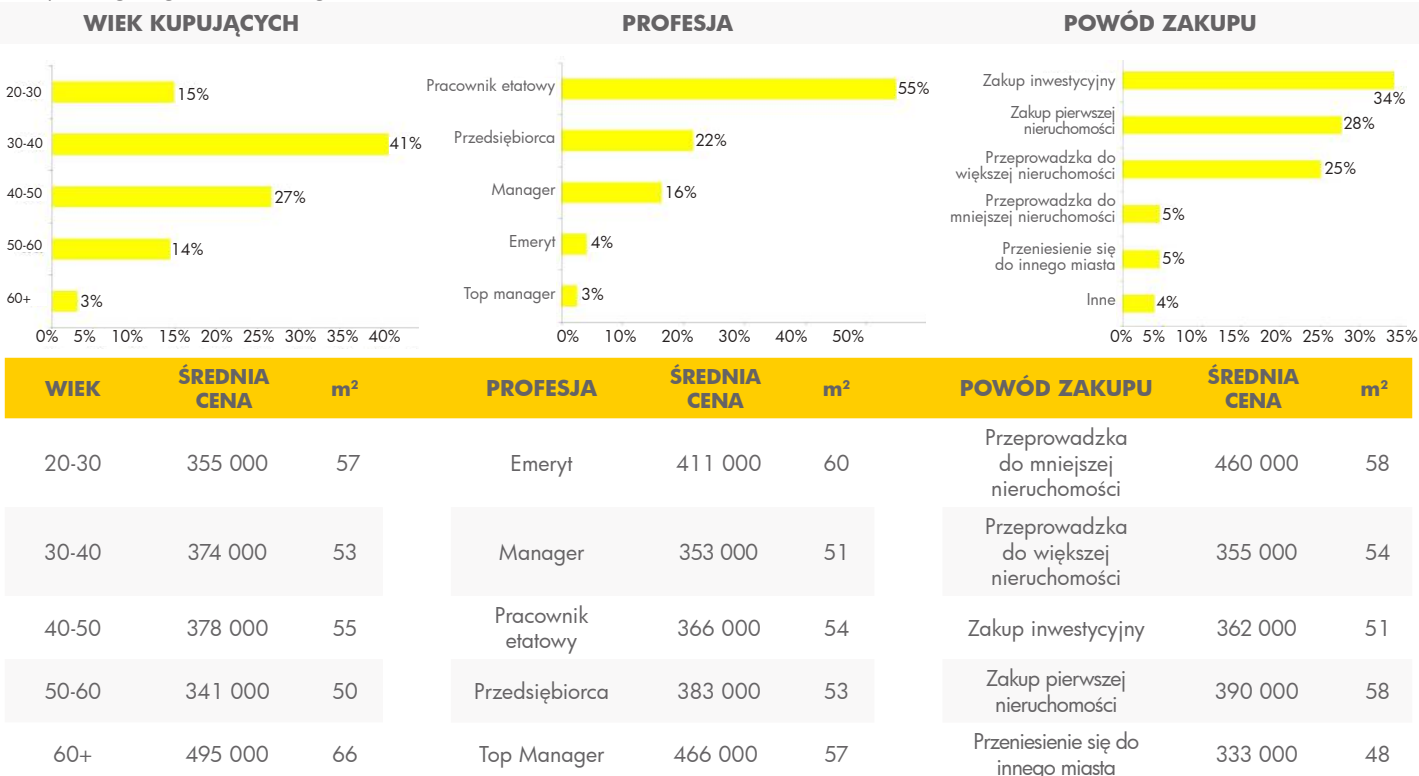 WIEK KUPUJĄCYCH
20-30
15%
30-40
41%
40-50
27%
50-60
14%
60+
3%
0% 5% 10% 15% 20% 25% 30% 35% 40%
PROFESJA
Pracownik etatowy
55%
Przedsiębiorca
22%
Manager
16%
Emeryt
4%
Top manager
3%
0% 10% 20% 30% 40% 50%
POWÓD ZAKUPU
Zakup inwestycyjny
34%
Zakup pierwszej
nieruchomości
28%
Przeprowadzka do
większej nieruchomości
25%
Przeprowadzka do
mniejszej nieruchomości
5%
Przeniesienie się
do innego miasta
5%
Inne
4%
0% 5% 10% 15% 20% 25% 30% 35%
WIEK
ŚREDNIA
CENA
m²
20-30 355 000 57
30-40 374 000 53
40-50 378 000 55
50-60 341 000 50
60+ 495 000 66
PROFESJA
ŚREDNIA
CENA
m²
Emeryt 411 000 60
Manager 353 000 51
Pracownik
etatowy
366 000 54
Przedsiębiorca 383 000 53
Top Manager 466 000 57
POWÓD ZAKUPU
ŚREDNIA
CENA
m²
Przeprowadzka
do mniejszej
nieruchomości
460 000 58
Przeprowadzka
do większej
nieruchomości
355 000 54
Zakup inwestycyjny 362 000 51
Zakup pierwszej
nieruchomości
390 000 58
Przeniesienie się do
innego miasta
333 000 48